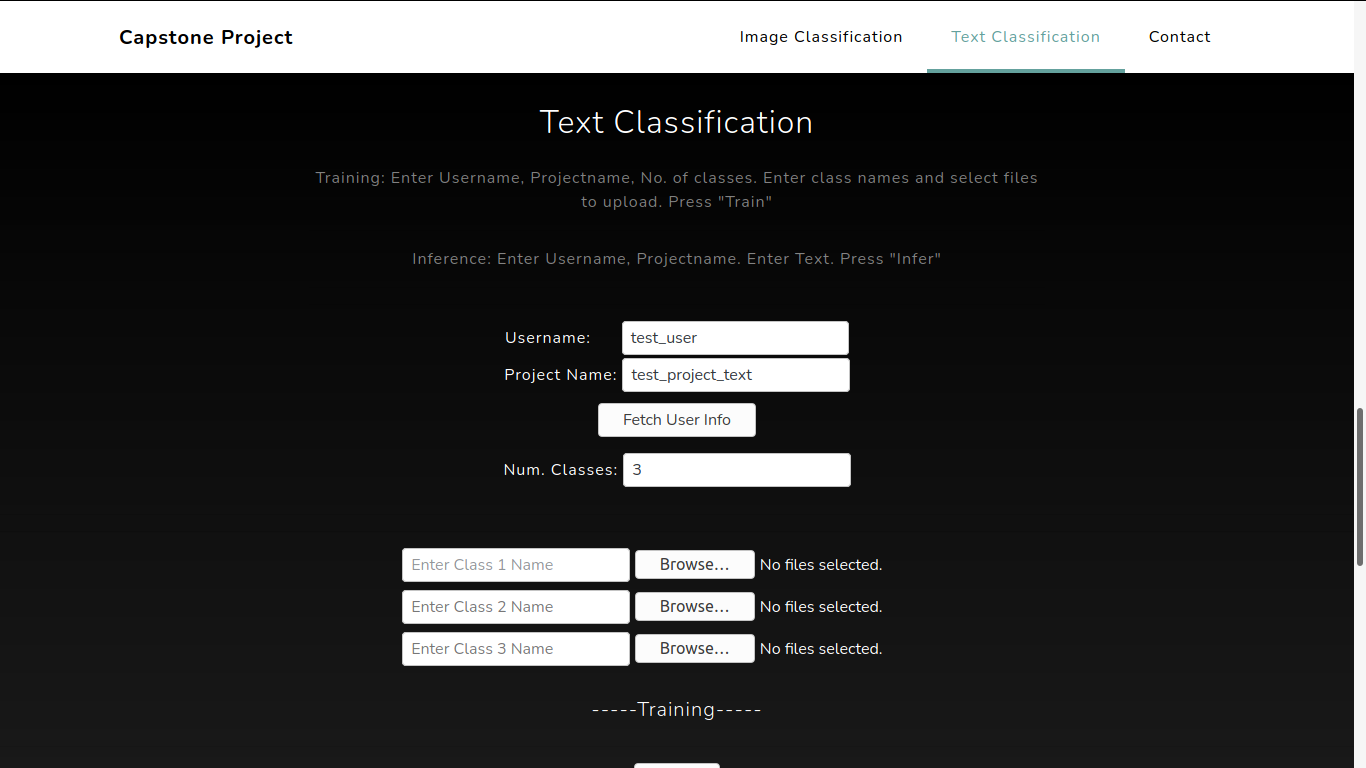 Capstone Project Image Classification Text Classification Contact
Text Classification
Training: Enter Username, Projectname, No. of classes. Enter class names and select files
to upload. Press "Train"
Inference: Enter Username, Projectname. Enter Text. Press "Infer"
Username: test_user
Project Name: test_project_text
Fetch User Info
Num. Classes: 3
Enter Class 1 Name Browse... No files selected.
Enter Class 2 Name Browse... No files selected.
Enter Class 3 Name Browse... No files selected.
-----Training-----